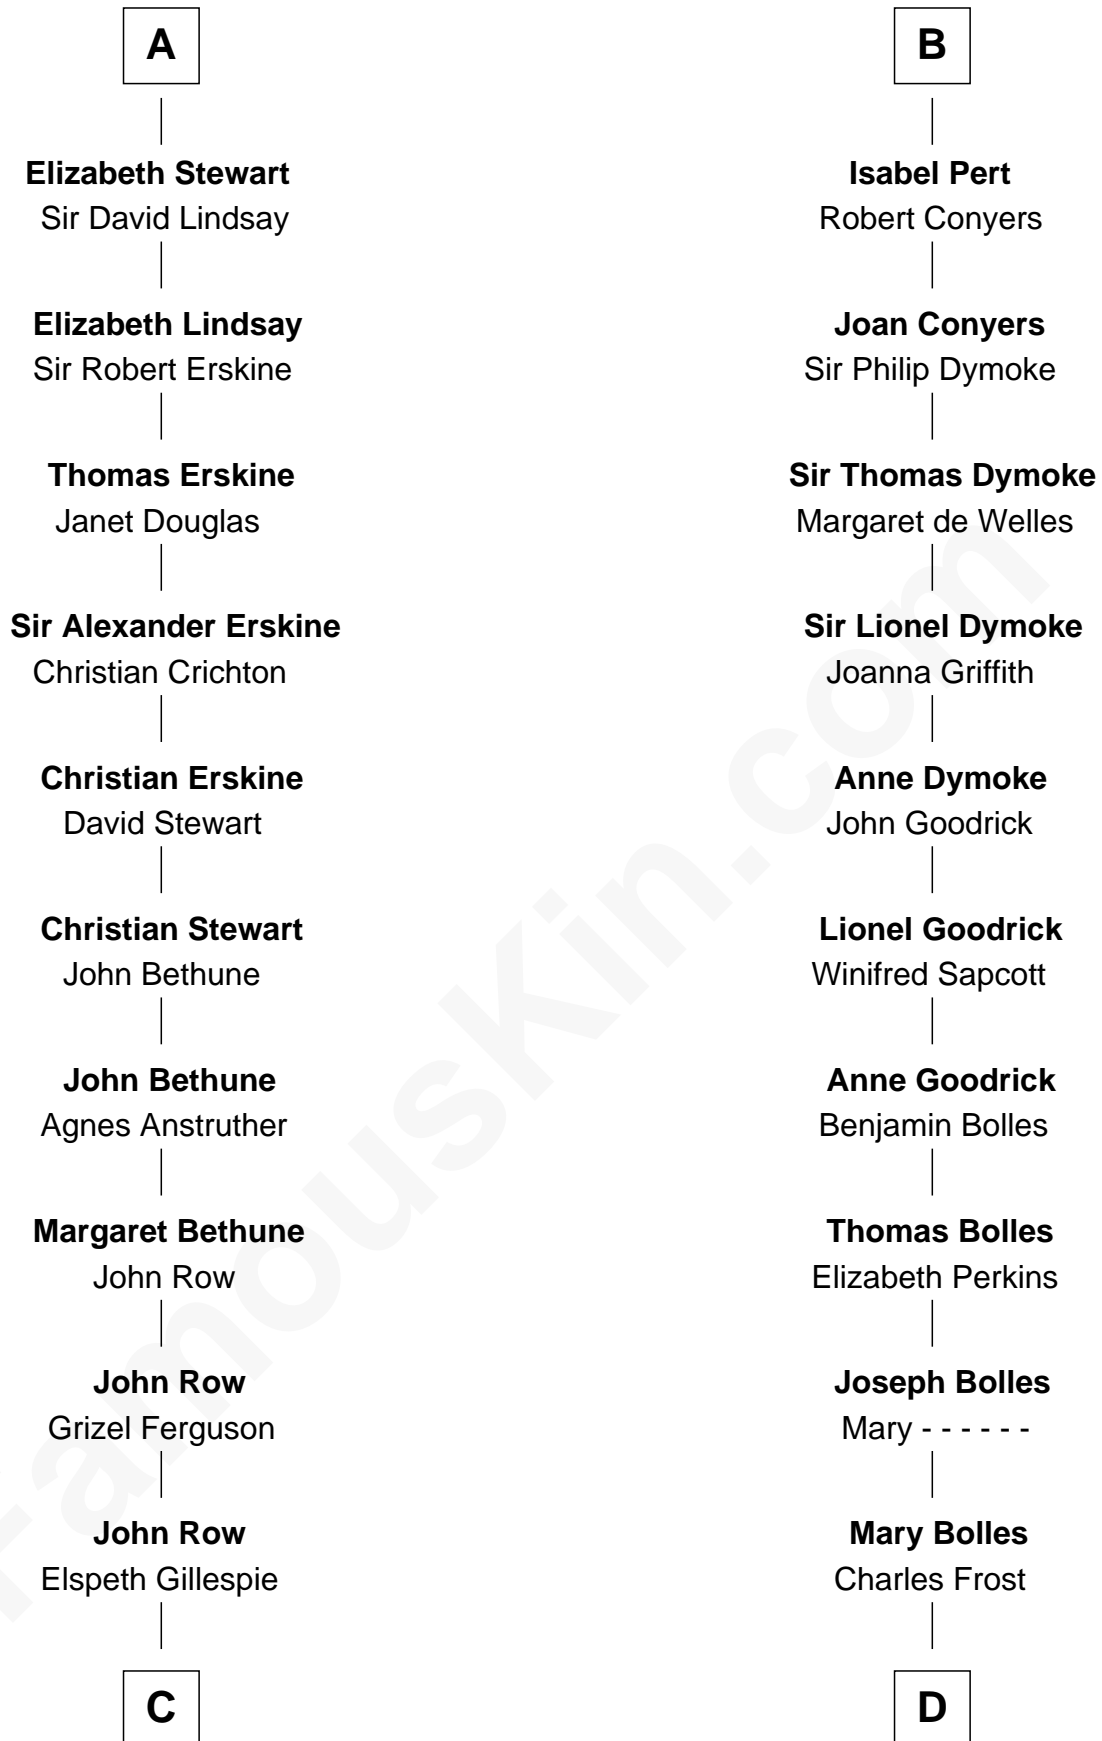 A
Elizabeth Stewart
Sir David Lindsay
Elizabeth Lindsay
Sir Robert Erskine
Thomas Erskine
Janet Douglas
Sir Alexander Erskine
Christian Crichton
Christian Erskine
David Stewart
Christian Stewart
John Bethune
John Bethune
Agnes Anstruther
Margaret Bethune
John Row
John Row
Grizel Ferguson
John Row
Elspeth Gillespie
C
B
Isabel Pert
Robert Conyers
Joan Conyers
Sir Philip Dymoke
Sir Thomas Dymoke
Margaret de Welles
Sir Lionel Dymoke
Joanna Griffith
Anne Dymoke
John Goodrick
Lionel Goodrick
Winifred Sapcott
Anne Goodrick
Benjamin Bolles
Thomas Bolles
Elizabeth Perkins
Joseph Bolles
Mary - - - - - -
Mary Bolles
Charles Frost
D
FamousKin.com